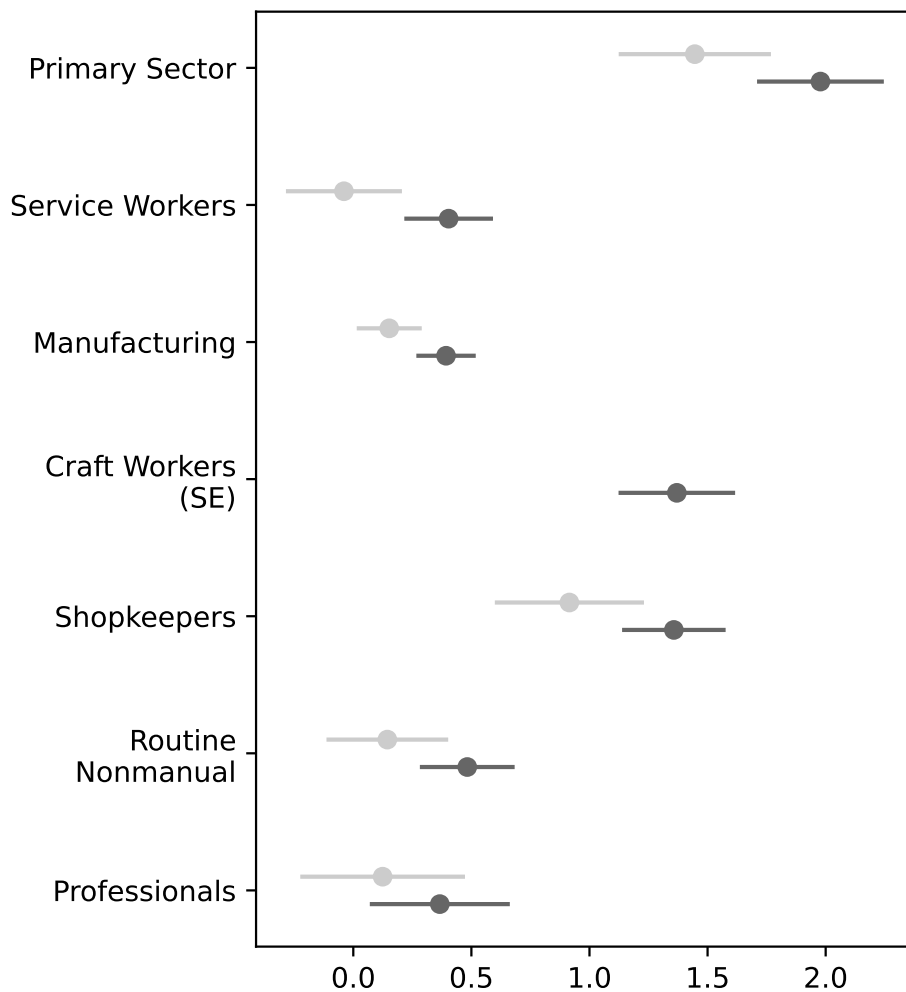 Primary Sector
Service Workers
Manufacturing
Craft Workers
(SE)
Shopkeepers
Routine
Nonmanual
Professionals
0.0 0.5 1.0 1.5 2.0